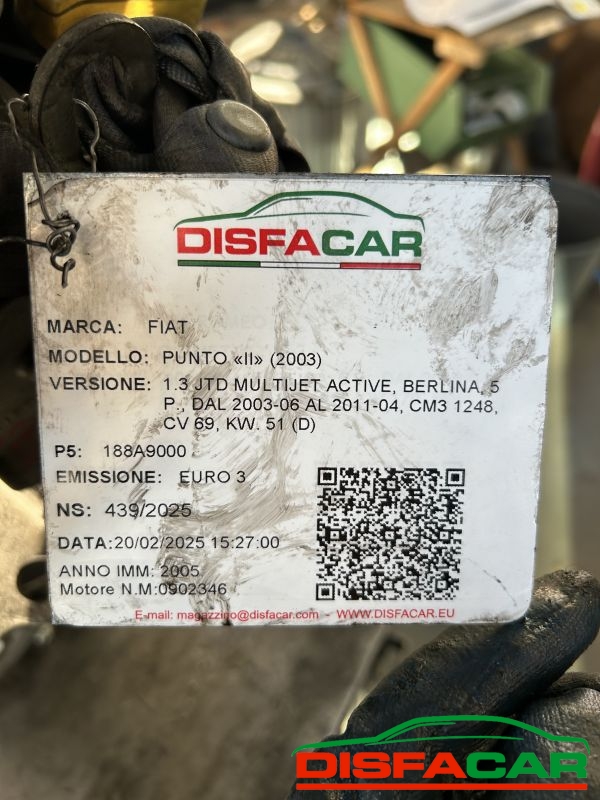 DISFACAR
MARCA: FIAT
MODELLO: PUNTO «II» (2003)
VERSIONE: 1.3 JTD MULTIJET ACTIVE, BERLINA, 5
P., DAL 2003-06 AL 2011-04, CM3 1248,
CV 69, KW. 51 (D)
P5: 188A9000
EMISSIONE: EURO 3
NS: 439/2025
DATA:20/02/2025 15:27:00
ANNO IMM: 2005
Motore N.M:0902346
E-mail: magazzino@disfacar.com - WWW.DISFACAR.EU
DISFACAR